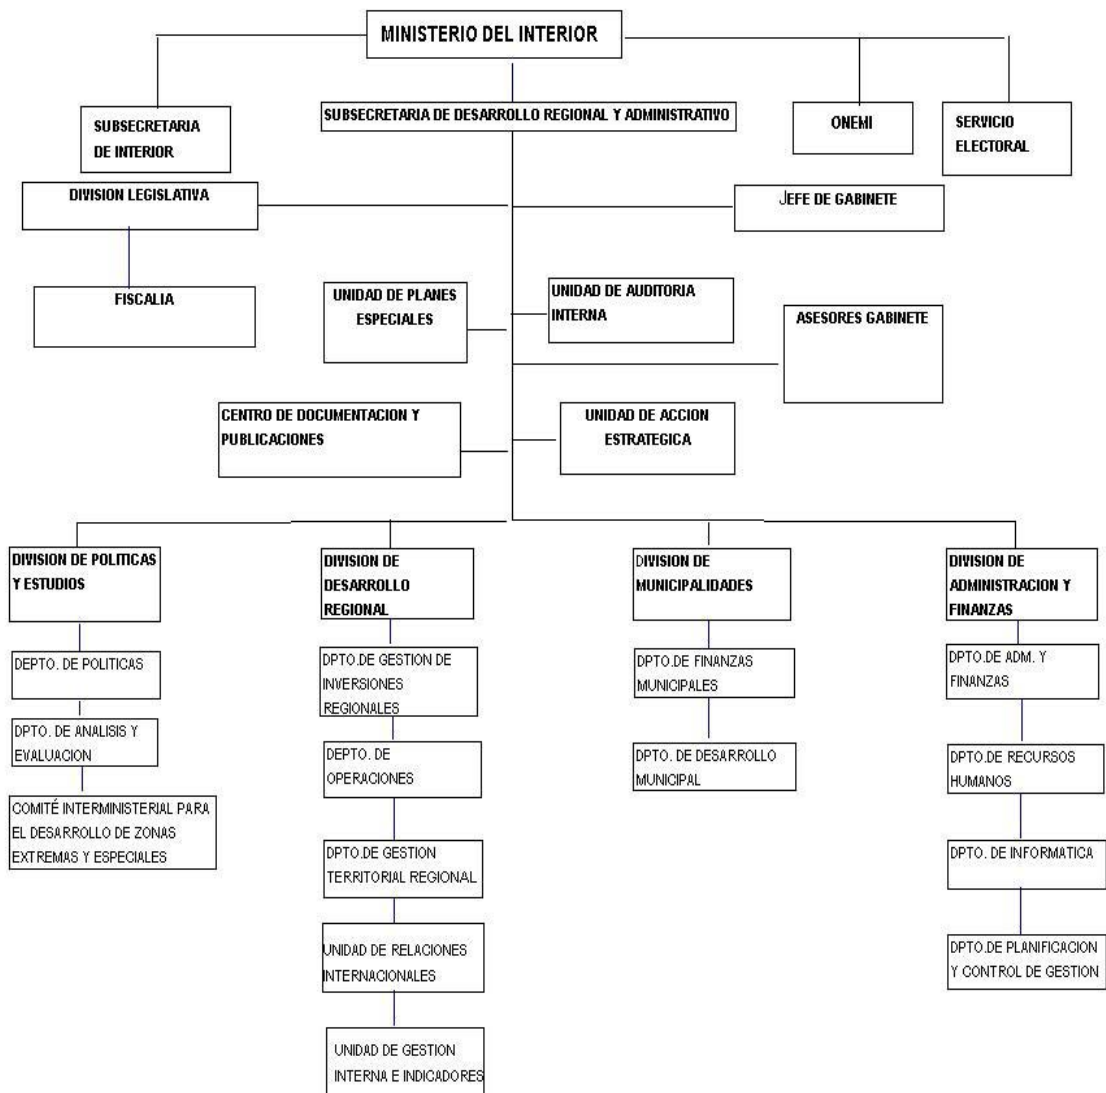 MINISTERIO DEL INTERIOR
SUBSECRETARIA
DE INTERIOR
SUBSECRETARIA DE DESARROLLO REGIONAL Y ADMINISTRATIVO
ONEMI
SERVICIO
ELECTORAL
DIVISION LEGISLATIVA
JEFE DE GABINETE
FISCALIA
UNIDAD DE PLANES
ESPECIALES
UNIDAD DE AUDITORIA
INTERNA
ASESORES GABINETE
CENTRO DE DOCUMENTACION Y
PUBLICACIONES
UNIDAD DE ACCION
ESTRATEGICA
DIVISION DE POLITICAS
Y ESTUDIOS
DEPTO. DE POLITICAS
DPTO. DE ANALISIS Y
EVALUACION
COMITÉ INTERMINISTERIAL PARA
EL DESARROLLO DE ZONAS
EXTREMAS Y ESPECIALES
DIVISION DE
DESARROLLO
REGIONAL
DPTO.DE GESTION DE
INVERSIONES
REGIONALES
DEPTO. DE
OPERACIONES
DPTO.DE GESTION
TERRITORIAL REGIONAL
UNIDAD DE RELACIONES
INTERNACIONALES
UNIDAD DE GESTION
INTERNA E INDICADORES
DIVISION DE
MUNICIPALIDADES
DPTO.DE FINANZAS
MUNICIPALES
DPTO. DE DESARROLLO
MUNICIPAL
DIVISION DE
ADMINISTRACION Y
FINANZAS
DPTO.DE ADM. Y
FINANZAS
DPTO.DE RECURSOS
HUMANOS
DPTO. DE INFORMATICA
DPTO.DE PLANIFICACION
Y CONTROL DE GESTION